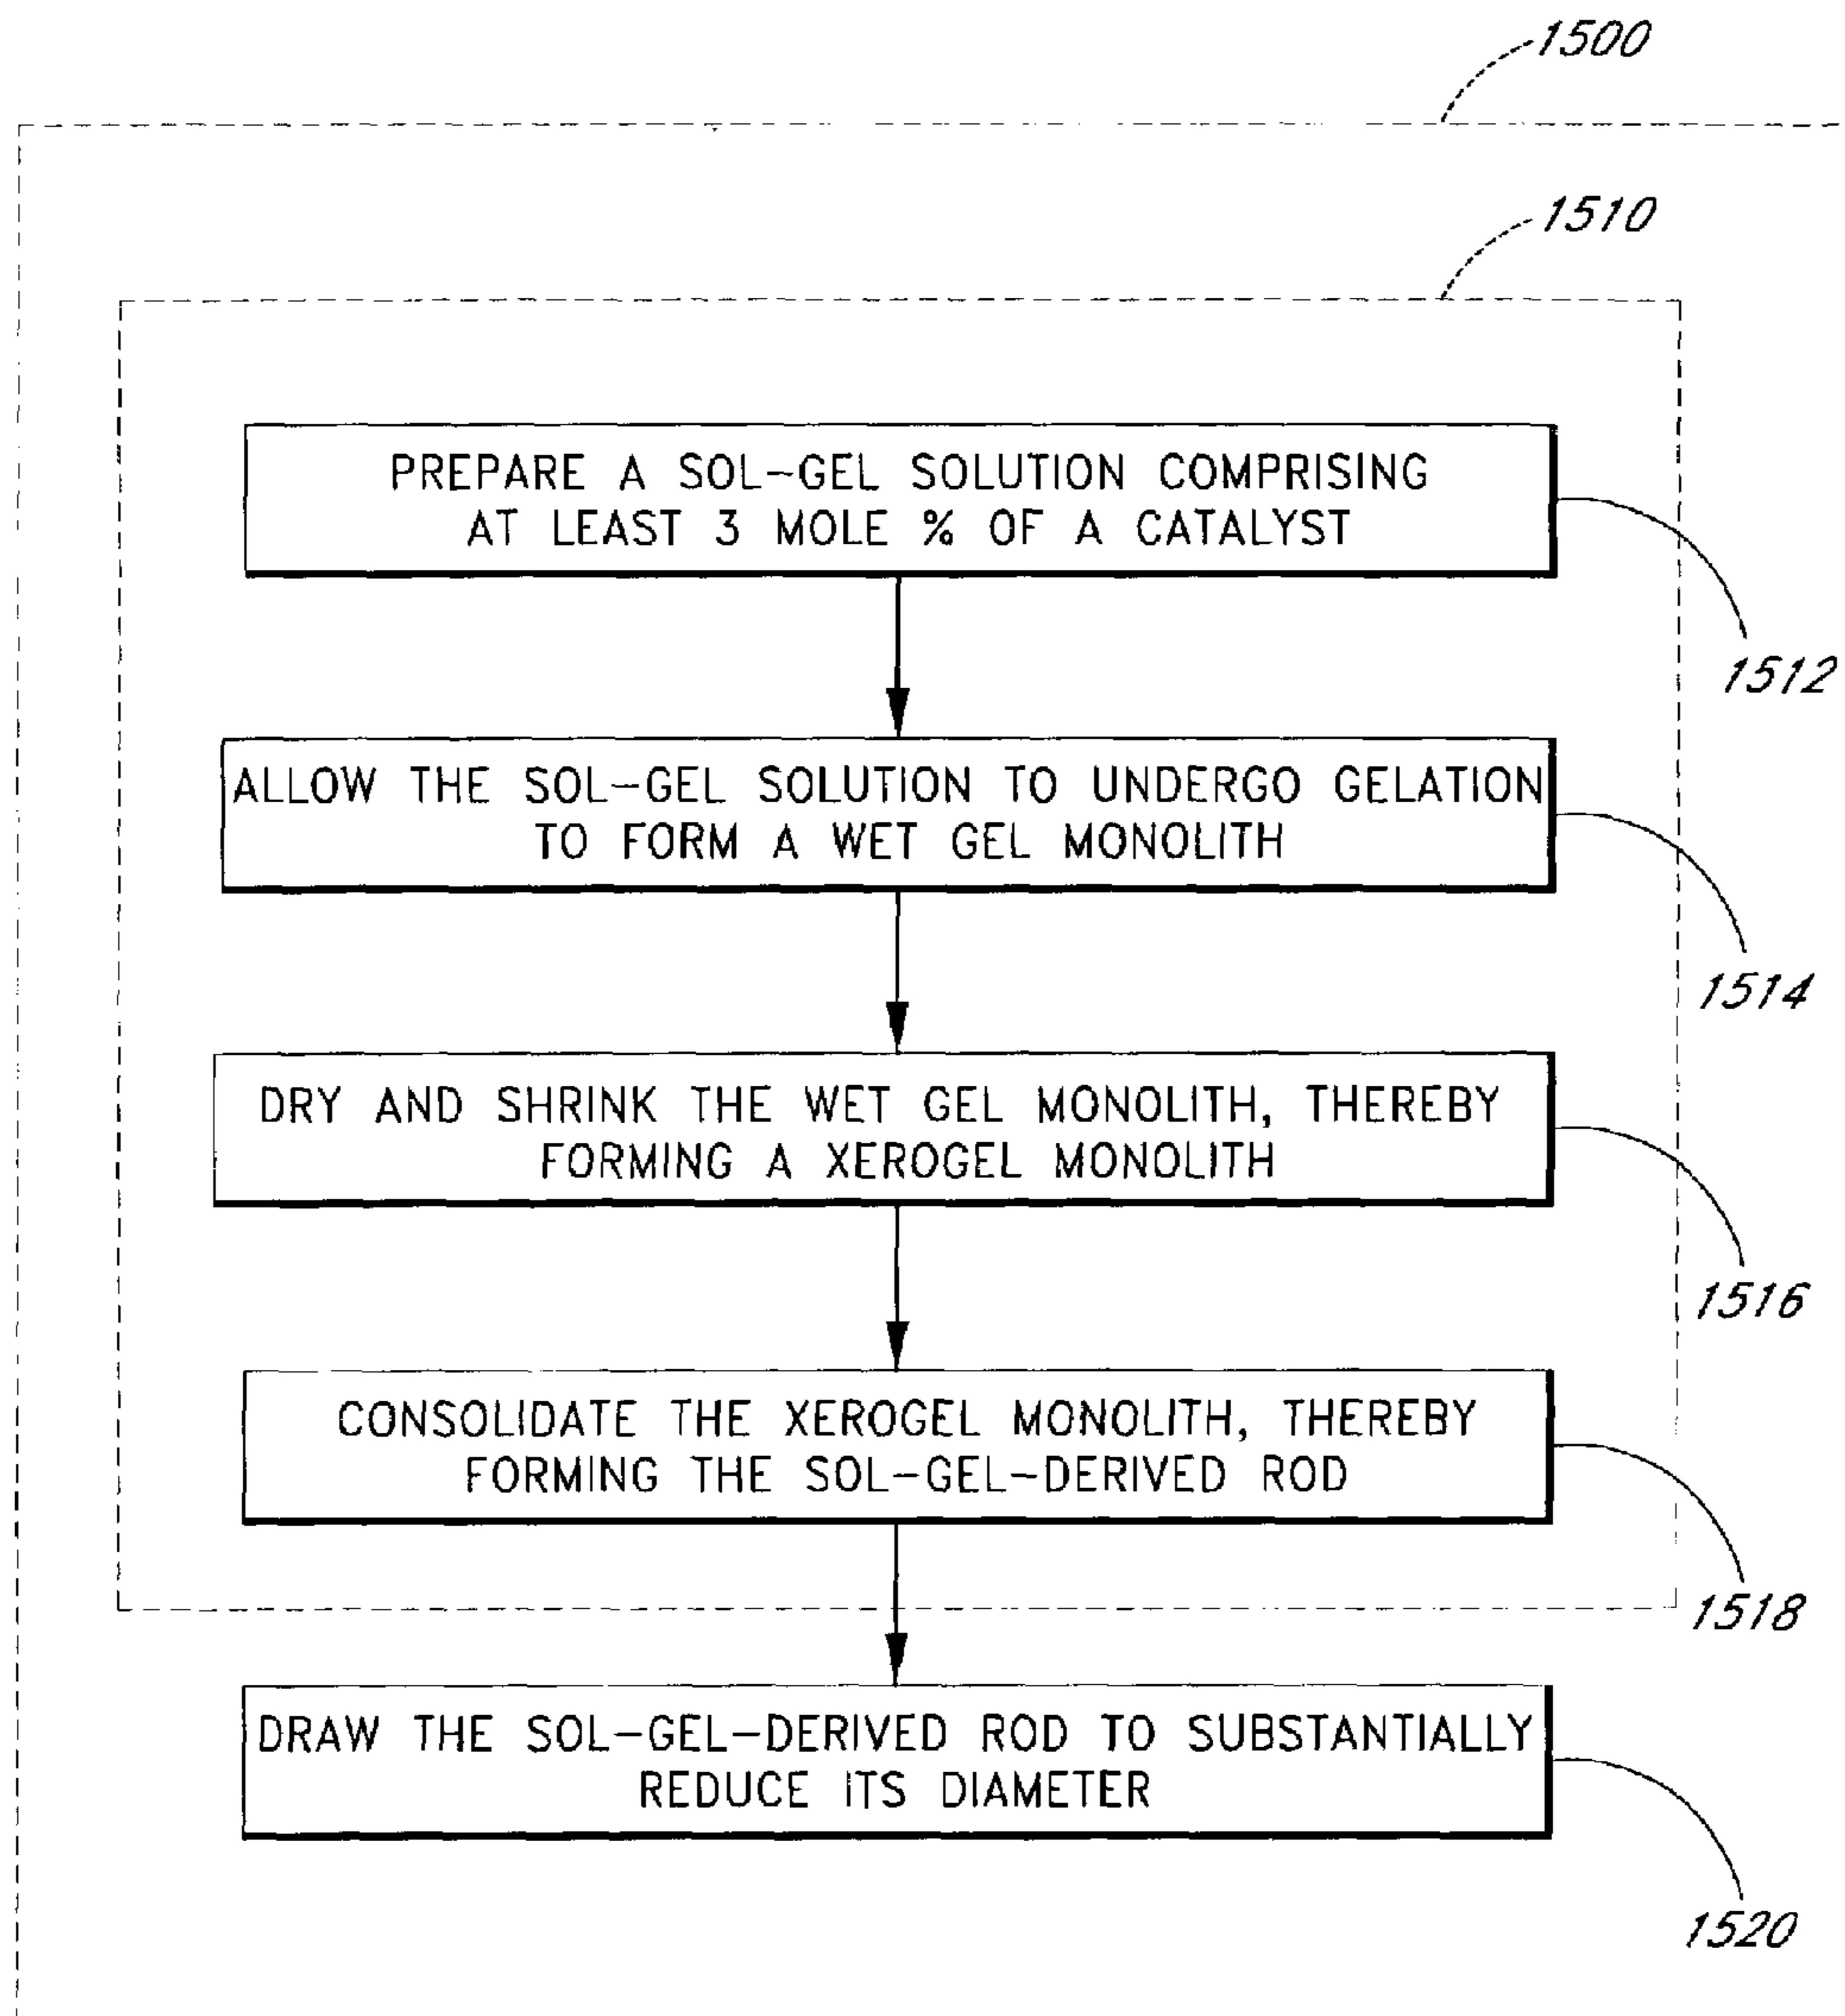 1500
1510
PREPARE A SOL-GEL SOLUTION COMPRISING
AT LEAST 3 MOLE % OF A CATALYST
1512
ALLOW THE SOL-GEL SOLUTION TO UNDERGO GELATION
TO FORM A WET GEL MONOLITH
1514
DRY AND SHRINK THE WET GEL MONOLITH, THEREBY
FORMING A XEROGEL MONOLITH
1516
CONSOLIDATE THE XEROGEL MONOLITH, THEREBY
FORMING THE SOL-GEL-DERIVED ROD
1518
DRAW THE SOL-GEL-DERIVED ROD TO SUBSTANTIALLY
REDUCE ITS DIAMETER
1520